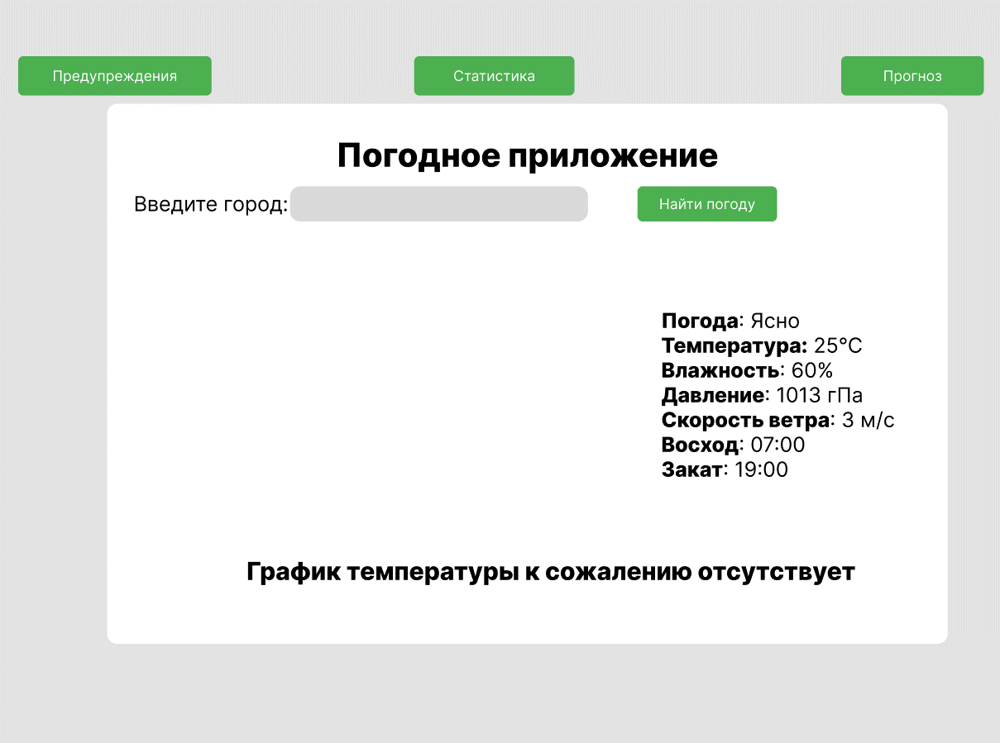 Предупреждения
Статистика
Прогноз
Погодное приложение
Введите город:
Найти погоду
Погода: Ясно
Температура: 25°C
Влажность: 60%
Давление: 1013 гПа
Скорость ветра: 3 м/с
Восход: 07:00
Закат: 19:00
График температуры к сожалению отсутствует